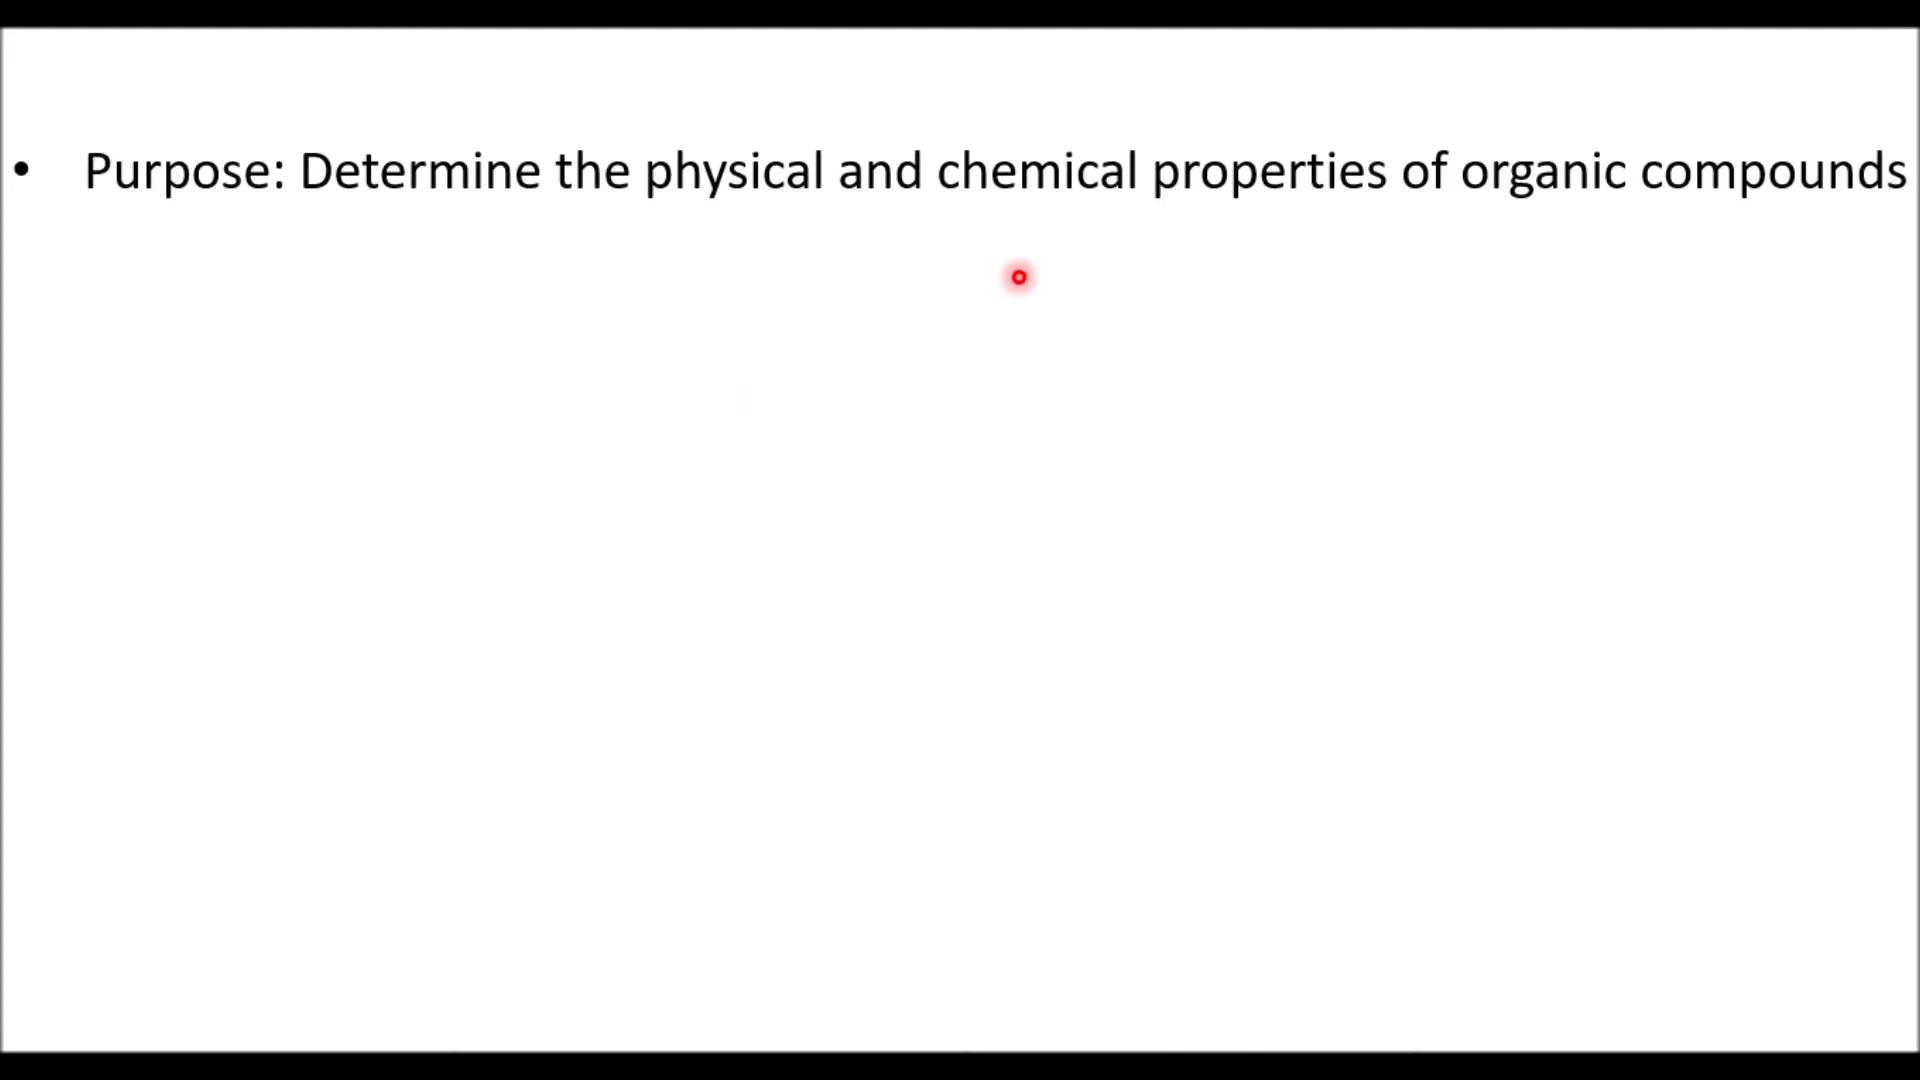 • Purpose: Determine the physical and chemical properties of organic compounds